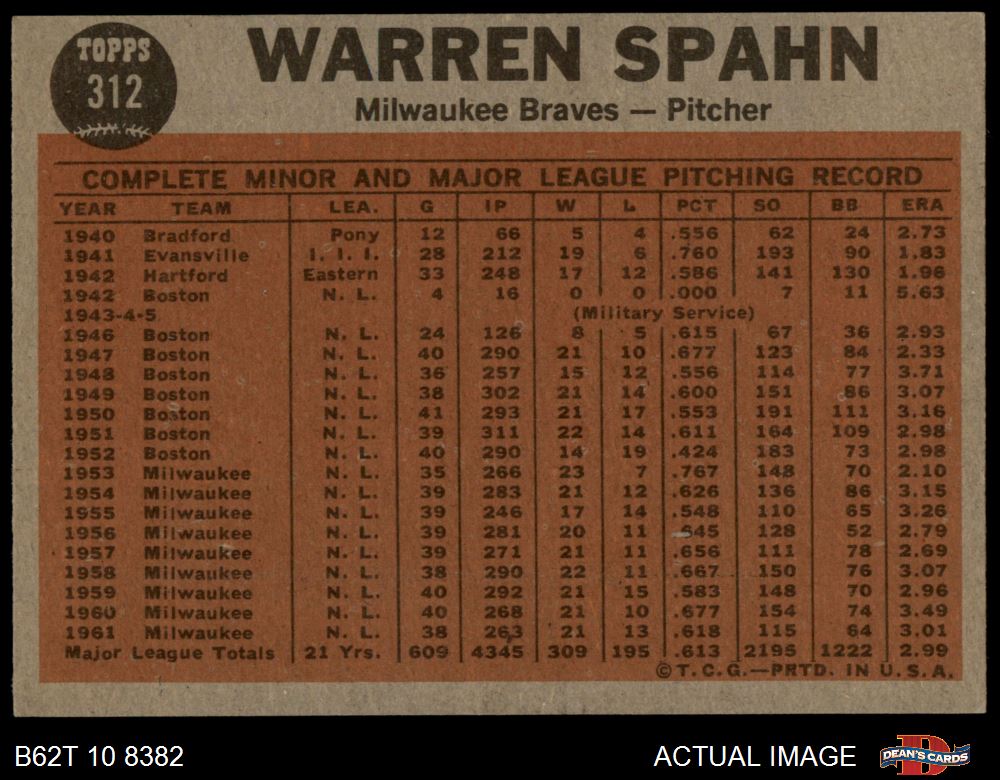 TOPPS
312
WARREN SPAHN
Milwaukee Braves — Pitcher
COMPLETE MINOR AND MAJOR LEAGUE PITCHING RECORD
YEAR TEAM LEA. G IP W L PCT SO BB ERA
1940 Bradford Pony 12 66 5 4 .556 62 24 2.73
1941 Evansville I. I. I. 28 212 19 6 .760 193 90 1.83
1942 Hartford Eastern 33 248 17 12 .586 141 130 1.96
1942 Boston N. L. 4 16 0 0 .000 7 11 5.63
1943-4-5 (Military Service)
1946 Boston N. L. 24 126 8 5 .615 67 36 2.93
1947 Boston N. L. 40 290 21 10 .677 123 84 2.33
1948 Boston N. L. 36 257 15 12 .556 114 77 3.71
1949 Boston N. L. 38 302 21 14 .600 151 86 3.07
1950 Boston N. L. 41 293 21 17 .553 191 111 3.16
1951 Boston N. L. 39 311 22 14 .611 164 109 2.98
1952 Boston N. L. 40 290 14 19 .424 183 73 2.98
1953 Milwaukee N. L. 35 266 23 7 .767 148 70 2.10
1954 Milwaukee N. L. 39 283 21 12 .626 136 86 3.15
1955 Milwaukee N. L. 39 246 17 14 .548 110 65 3.26
1956 Milwaukee N. L. 39 281 20 11 .645 128 52 2.79
1957 Milwaukee N. L. 39 271 21 11 .656 111 78 2.69
1958 Milwaukee N. L. 38 290 22 11 .667 150 76 3.07
1959 Milwaukee N. L. 40 292 21 15 .583 148 70 2.96
1960 Milwaukee N. L. 40 268 21 10 .677 154 74 3.49
1961 Milwaukee N. L. 38 263 21 13 .618 115 64 3.01
Major League Totals 21 Yrs. 609 4345 309 195 .613 2195 1222 2.99
©T.C.G.—PRTD. IN U.S.A.
B62T 10 8382
ACTUAL IMAGE
DEAN'S CARDS